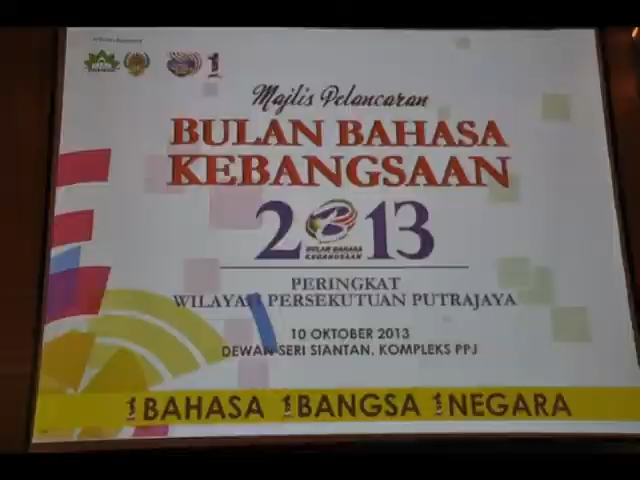 Majlis Pelancaran
BULAN BAHASA
KEBANGSAAN
2013
BULAN BAHASA
KEBANGSAAN
PERINGKAT
WILAYAH PERSEKUTUAN PUTRAJAYA
10 OKTOBER 2013
DEWAN SERI SIANTAN, KOMPLEKS PPJ
1BAHASA 1BANGSA 1NEGARA